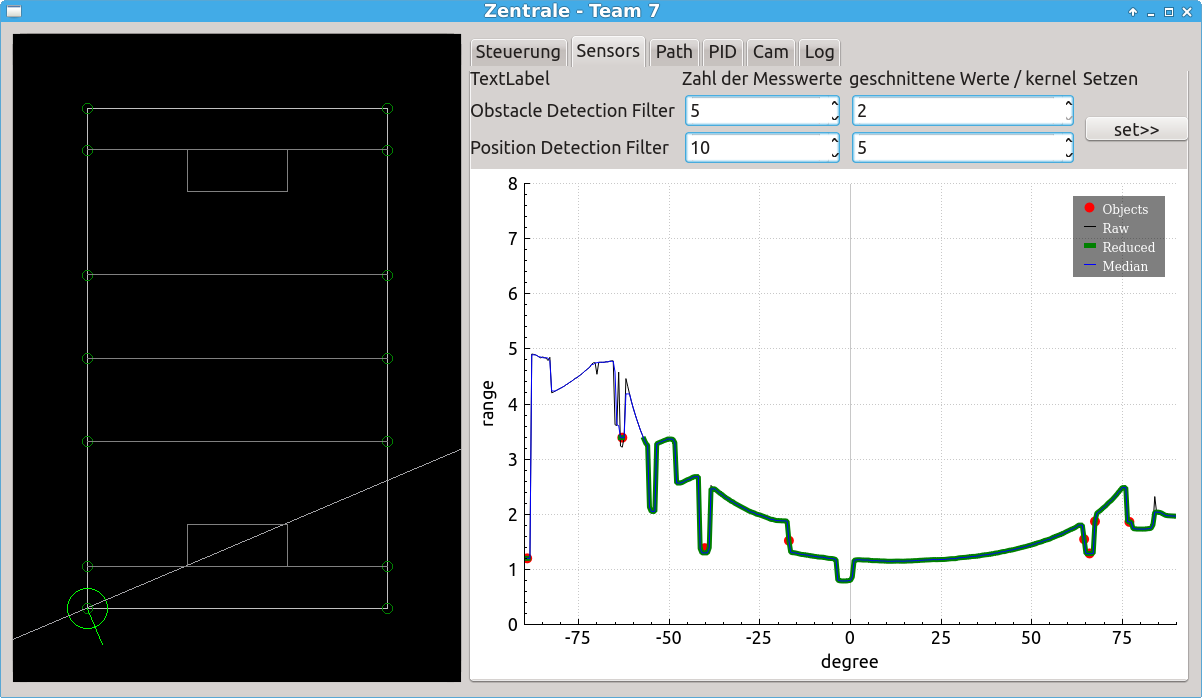 Zentrale - Team 7
Steuerung Sensors Path PID Cam Log
TextLabel Zahl der Messwerte geschnittene Werte / kernel Setzen
Obstacle Detection Filter 5 2
set>>
Position Detection Filter 10 5
8
7
6
5
4
3
2
1
0
range
Objects
Raw
Reduced
Median
-75 -50 -25 0 25 50 75
degree